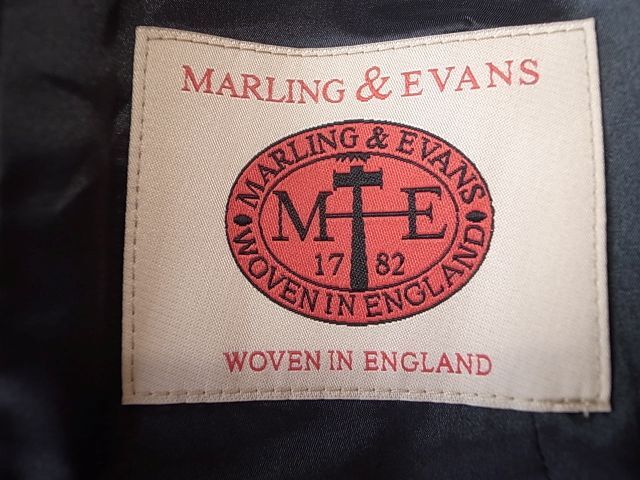 MARLING & EVANS
MARLING & EVANS
M E
17 82
WOVEN IN ENGLAND
WOVEN IN ENGLAND